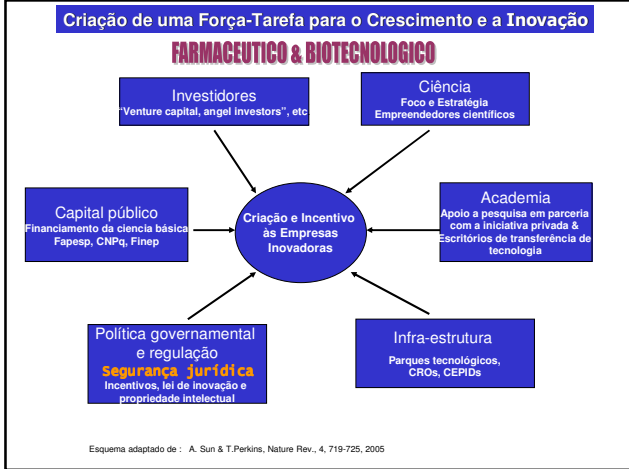 Criação de uma Força-Tarefa para o Crescimento e a Inovação
FARMACEUTICO & BIOTECNOLOGICO
Investidores
"Venture capital, angel investors", etc
Ciência
Foco e Estratégia
Empreendedores científicos
Capital público
Financiamento da ciencia básica
Fapesp, CNPq, Finep
Criação e Incentivo
às Empresas
Inovadoras
Academia
Apoio a pesquisa em parceria
com a iniciativa privada &
Escritórios de transferência de
tecnologia
Política governamental
e regulação
Segurança jurídica
Incentivos, lei de inovação e
propriedade intelectual
Infra-estrutura
Parques tecnológicos,
CROs, CEPIDs
Esquema adaptado de : A. Sun & T.Perkins, Nature Rev., 4, 719-725, 2005